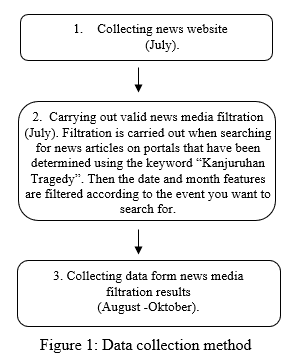 1. Collecting news website
(July).
2. Carrying out valid news media filtration
(July). Filtration is carried out when searching
for news articles on portals that have been
determined using the keyword “Kanjuruhan
Tragedy”. Then the date and month features
are filtered according to the event you want to
search for.
3. Collecting data form news media
filtration results
(August -Oktober).
Figure 1: Data collection method